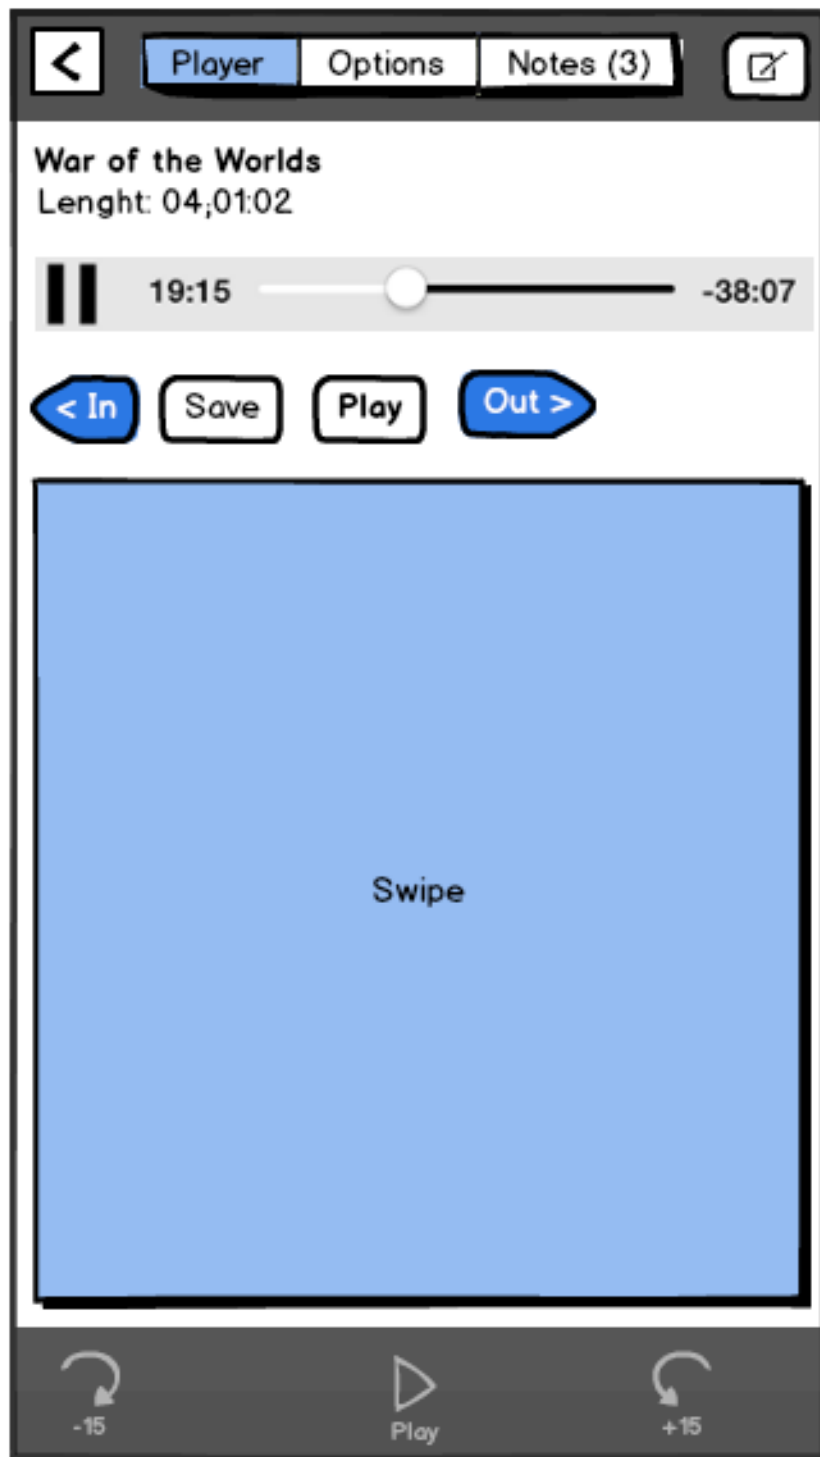 Player Options Notes (3)
War of the Worlds
Lenght: 04;01:02
19:15 -38:07
< In Save Play Out >
Swipe
-15 Play +15